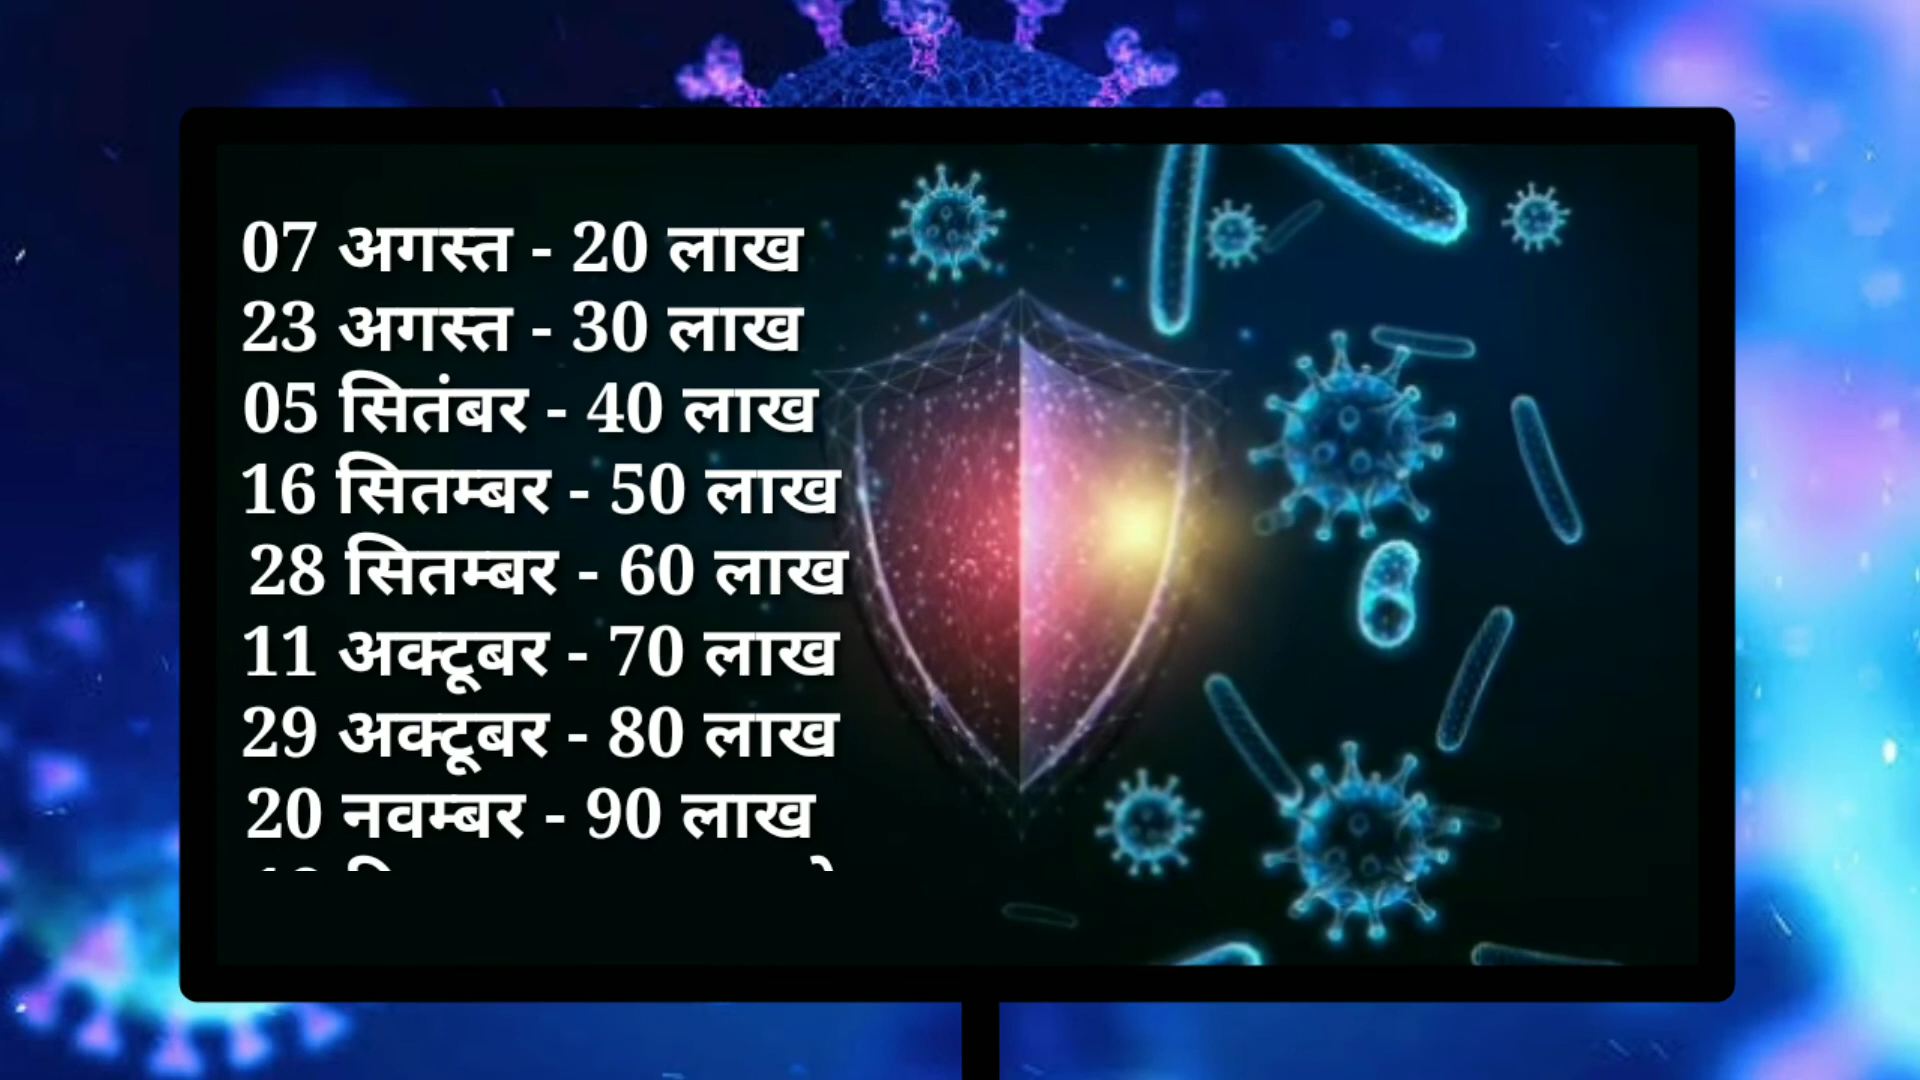 07 अगस्त - 20 लाख
23 अगस्त - 30 लाख
05 सितंबर - 40 लाख
16 सितम्बर - 50 लाख
28 सितम्बर - 60 लाख
11 अक्टूबर - 70 लाख
29 अक्टूबर - 80 लाख
20 नवम्बर - 90 लाख